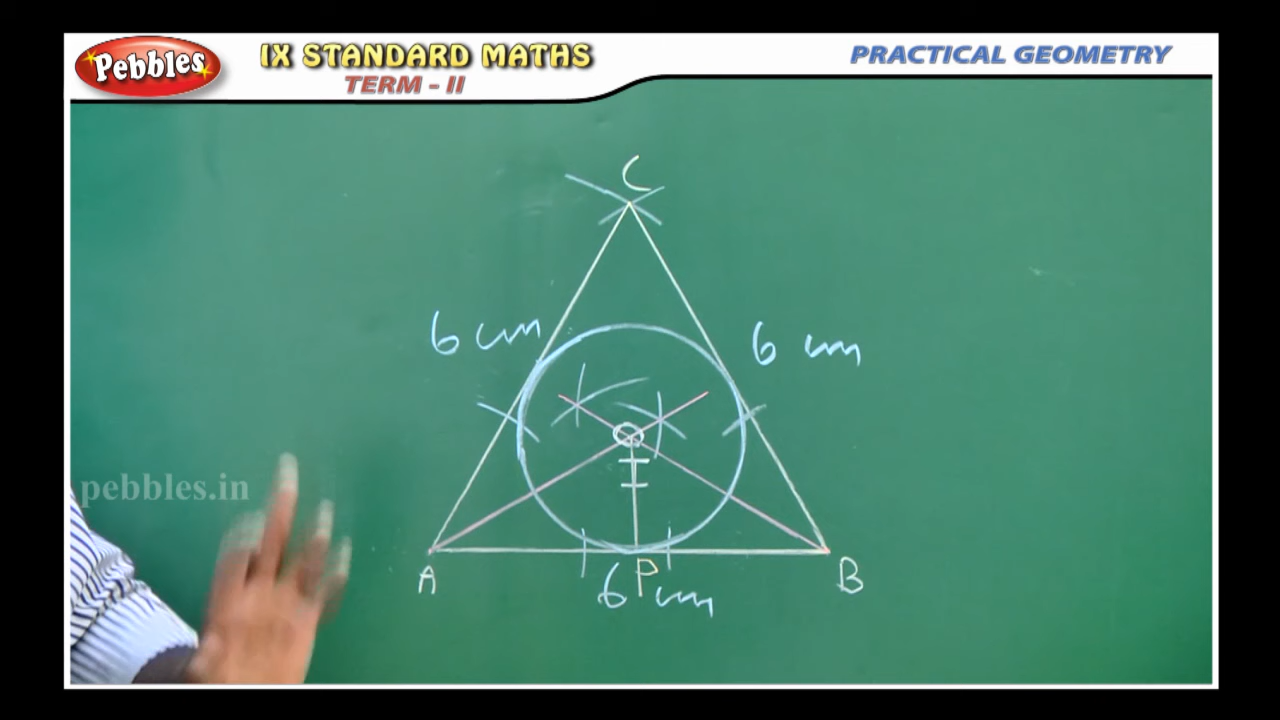 Pebbles
IX STANDARD MATHS
TERM - II
PRACTICAL GEOMETRY
C
6 cm
6 cm
pebbles.in
A
P
B
6 cm